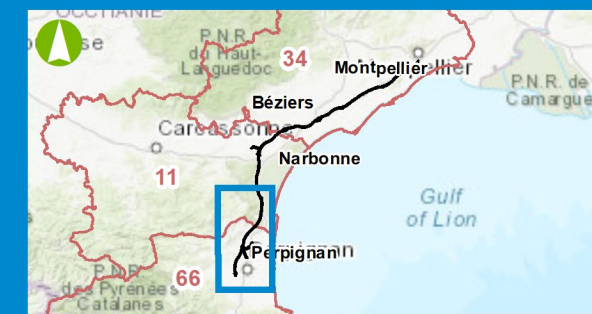 OCCITANIE
P.N.R.
du Haut-
Languedoc
34
Montpellier
P.N.R. de
Camargue
Béziers
Carcassonne
Narbonne
11
Gulf
of Lion
Perpignan
66
P.N.R.
des Pyrénées
Catalanes